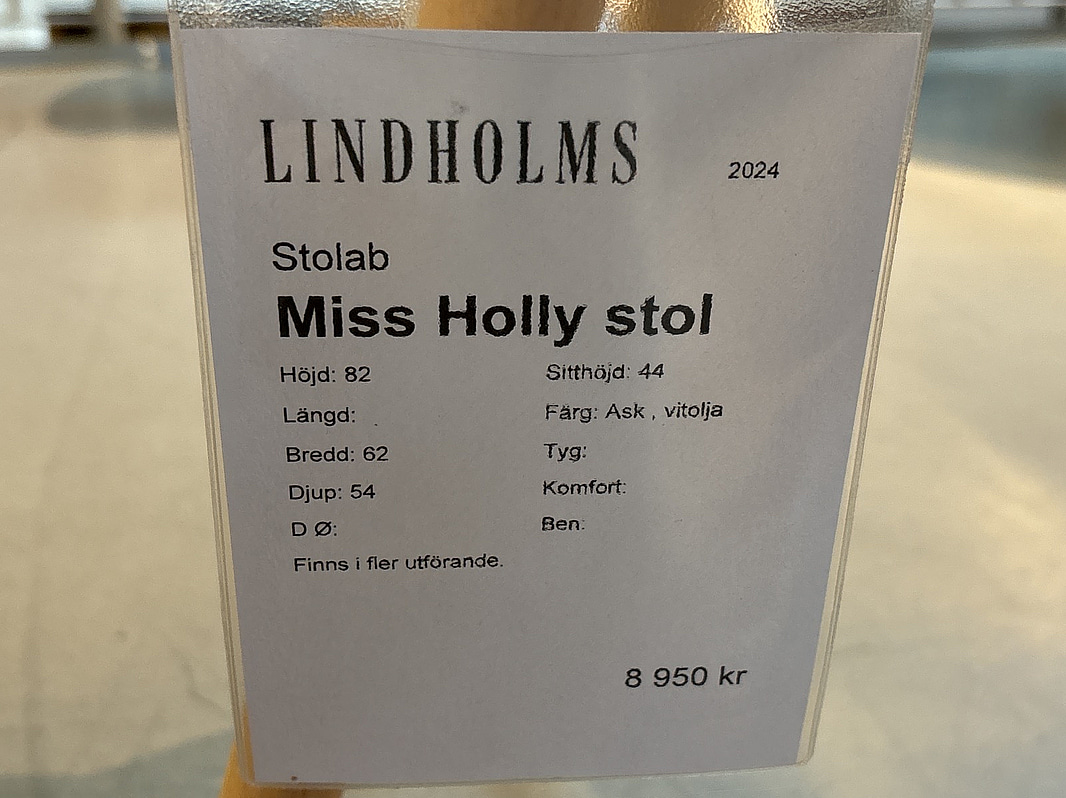 LINDHOLMS 2024
Stolab
Miss Holly stol
Höjd: 82 Sitthöjd: 44
Längd: Färg: Ask , vitolja
Bredd: 62 Tyg:
Djup: 54 Komfort:
D Ø: Ben:
Finns i fler utförande.
8 950 kr